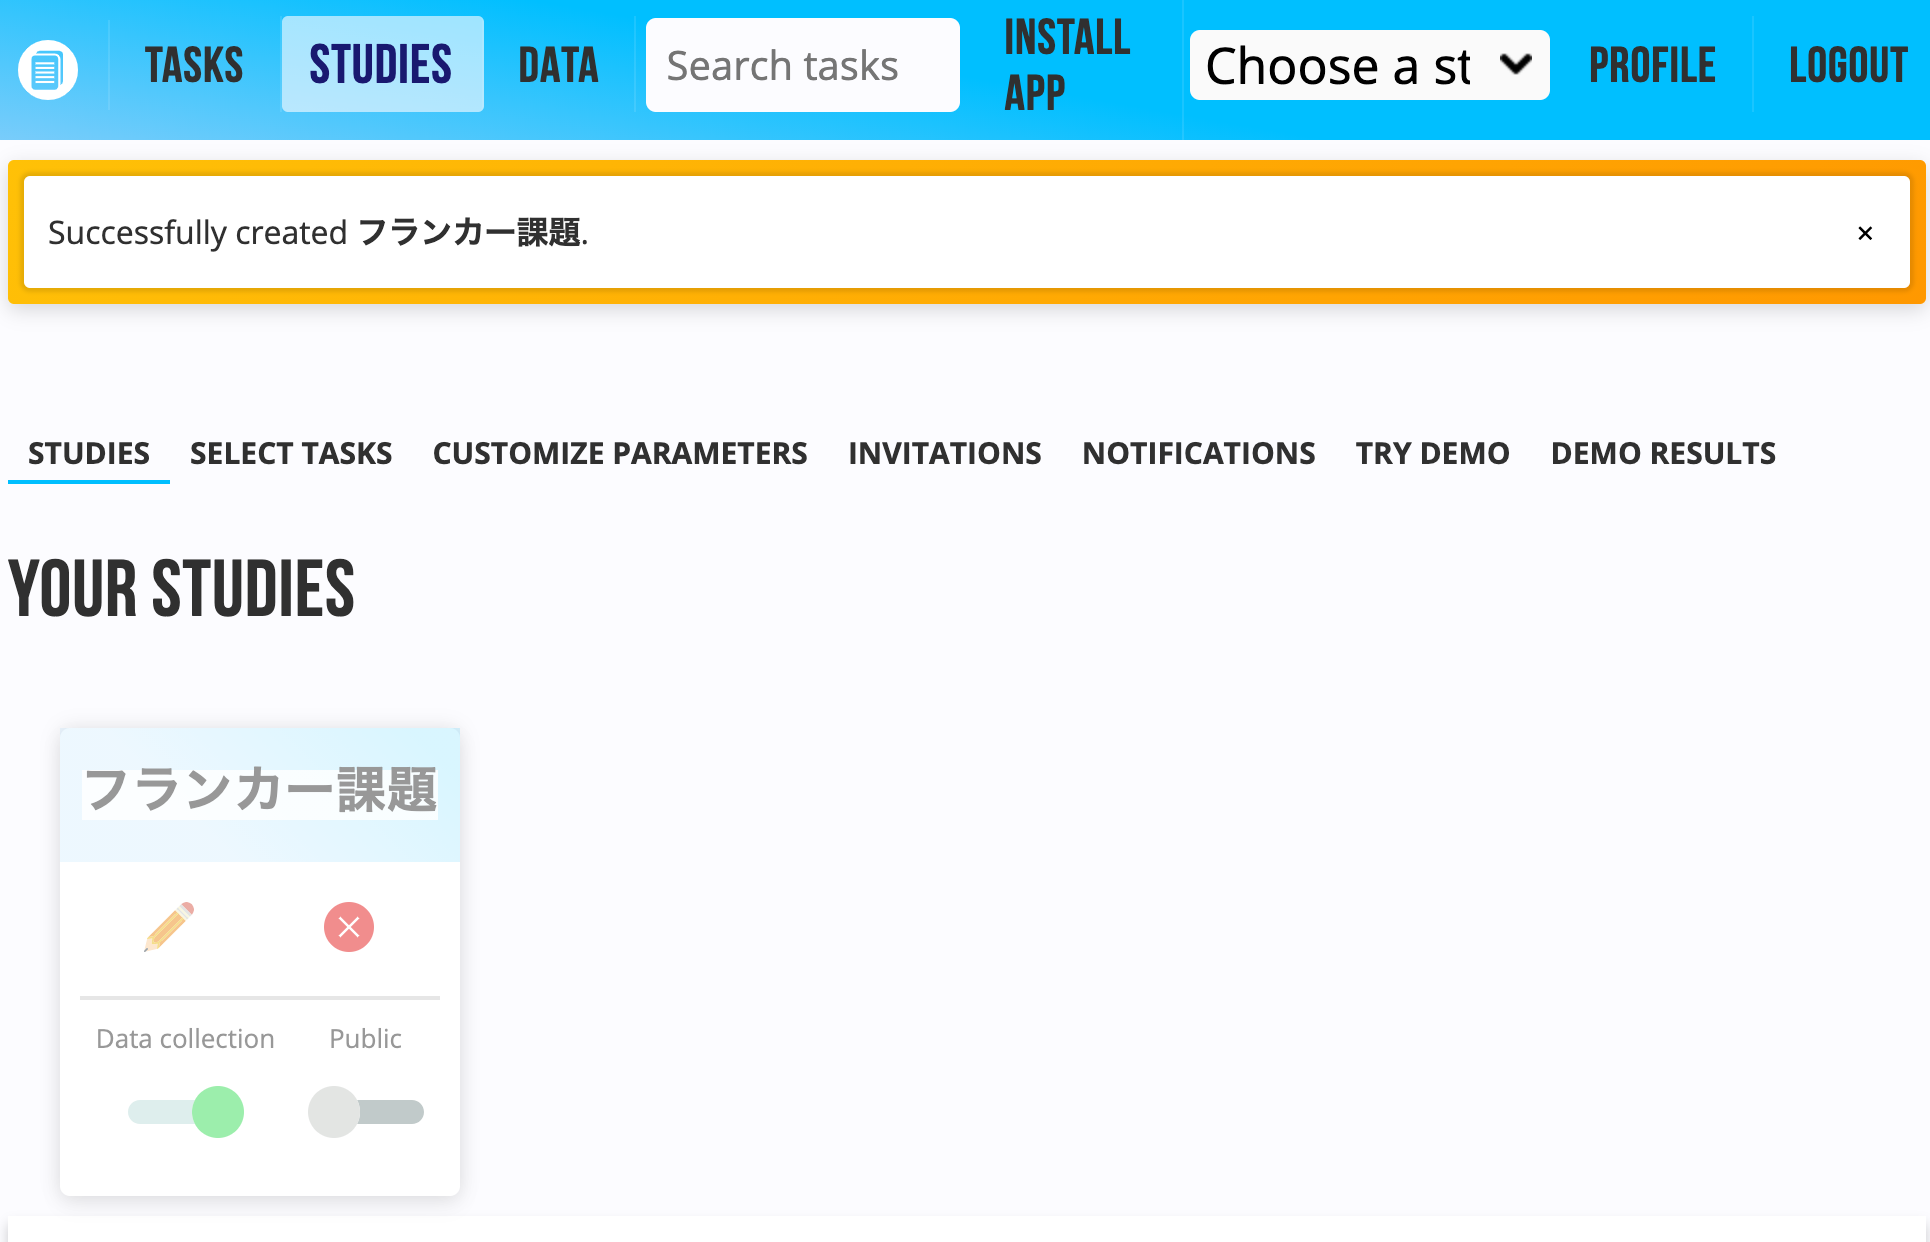 TASKS
STUDIES
DATA
Search tasks
INSTALL
APP
Choose a st
PROFILE
LOGOUT
Successfully created フランカー課題.
STUDIES
SELECT TASKS
CUSTOMIZE PARAMETERS
INVITATIONS
NOTIFICATIONS
TRY DEMO
DEMO RESULTS
YOUR STUDIES
フランカー課題
Data collection
Public